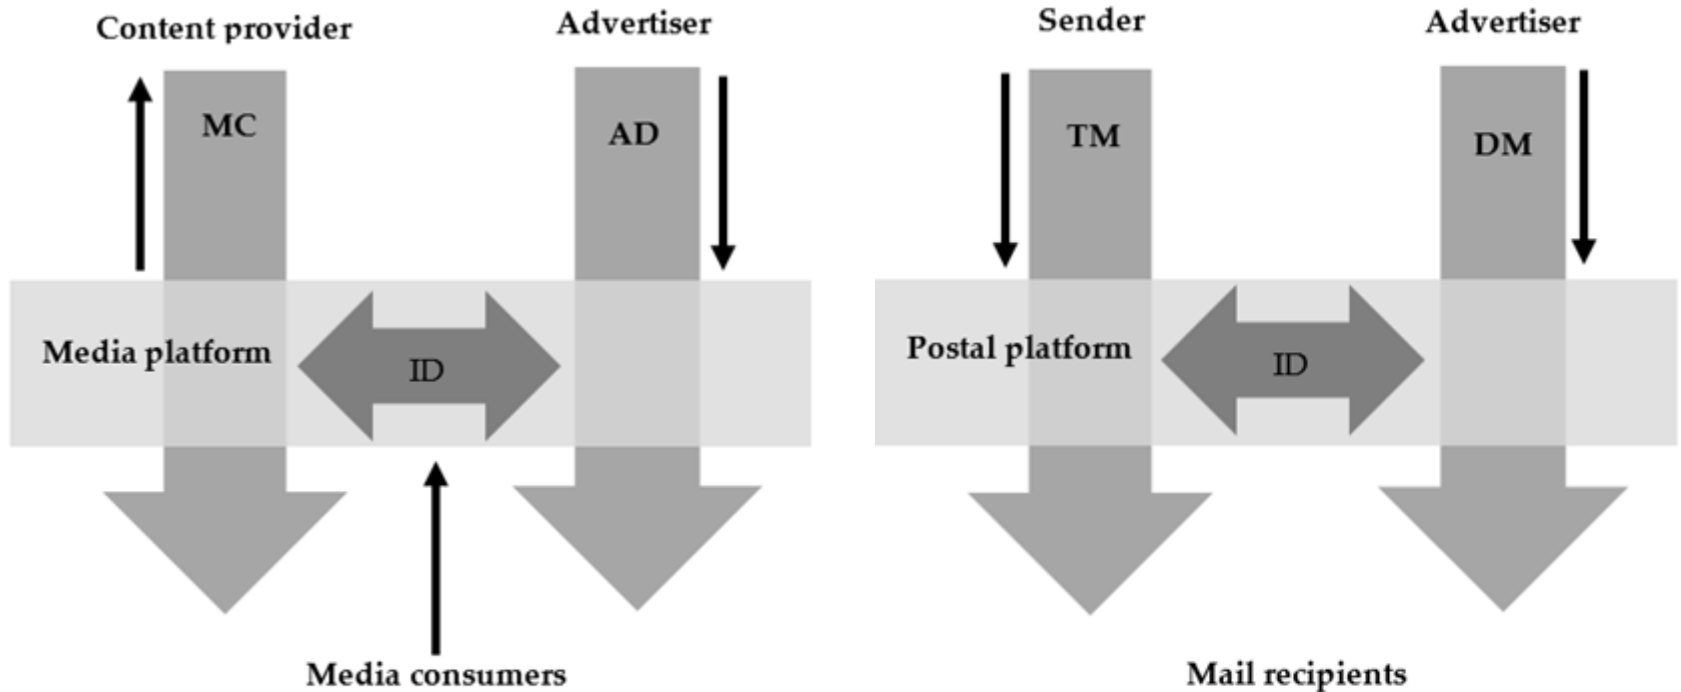 Content provider
Advertiser
MC
AD
Media platform
ID
Media consumers
Sender
Advertiser
TM
DM
Postal platform
ID
Mail recipients